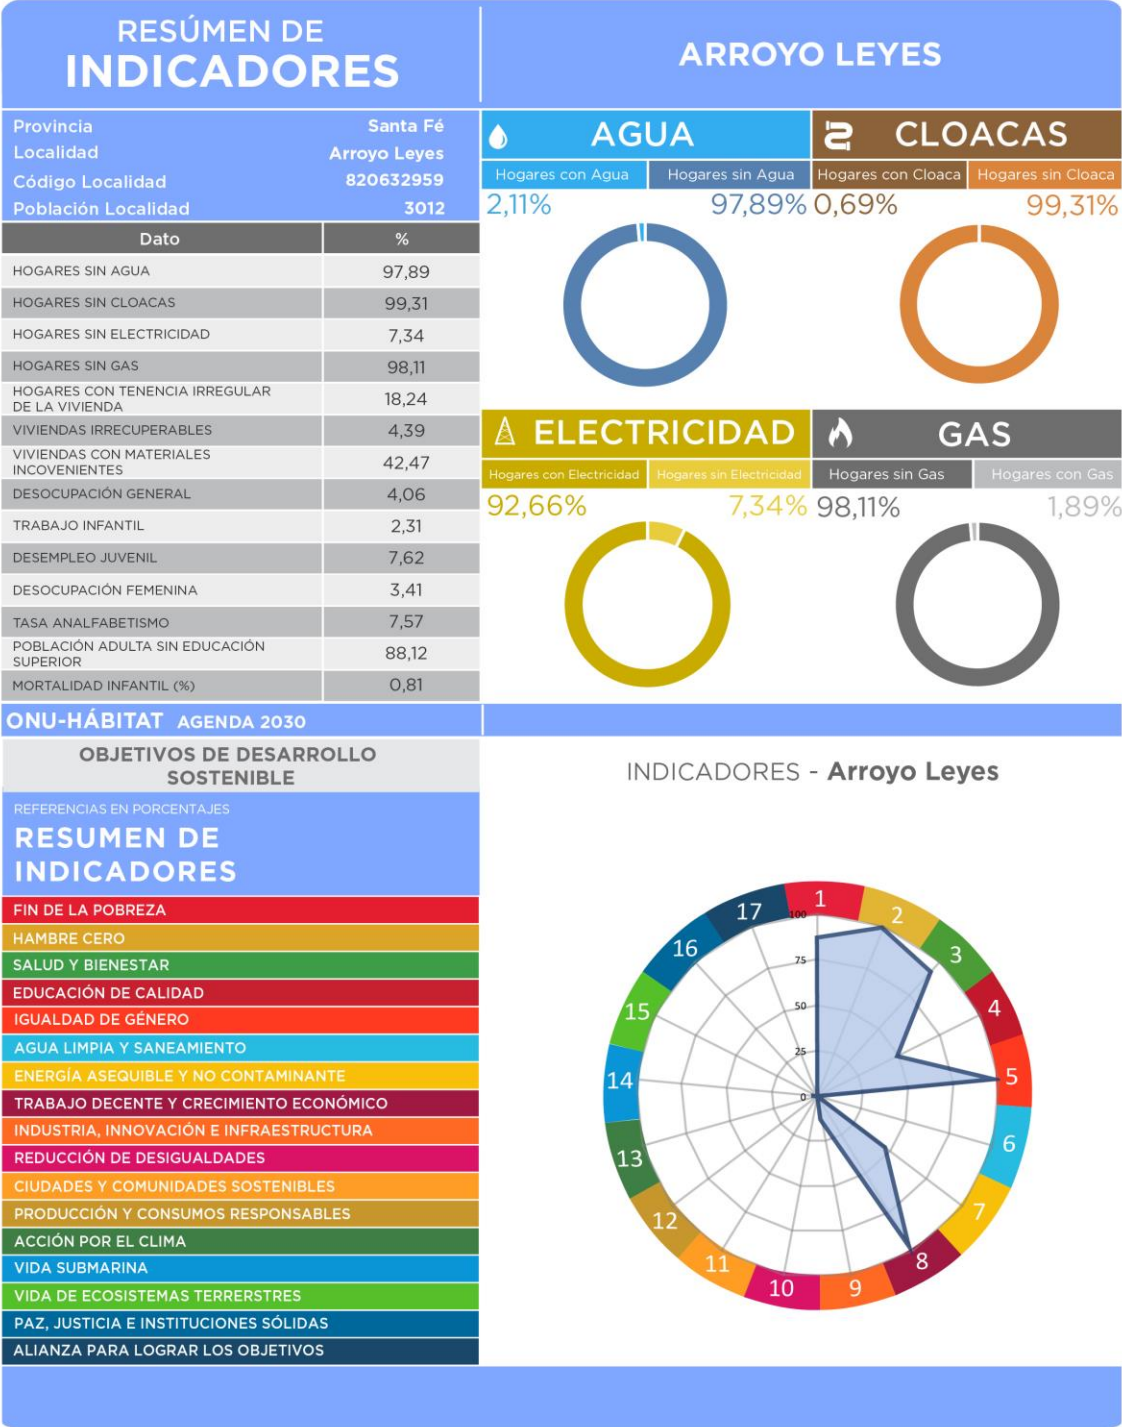 RESÚMEN DE
INDICADORES
ARROYO LEYES
Provincia Santa Fé
Localidad Arroyo Leyes
Código Localidad 820632959
Población Localidad 3012
Dato %
HOGARES SIN AGUA 97,89
HOGARES SIN CLOACAS 99,31
HOGARES SIN ELECTRICIDAD 7,34
HOGARES SIN GAS 98,11
HOGARES CON TENENCIA IRREGULAR
DE LA VIVIENDA 18,24
VIVIENDAS IRRECUPERABLES 4,39
VIVIENDAS CON MATERIALES
INCOVENIENTES 42,47
DESOCUPACIÓN GENERAL 4,06
TRABAJO INFANTIL 2,31
DESEMPLEO JUVENIL 7,62
DESOCUPACIÓN FEMENINA 3,41
TASA ANALFABETISMO 7,57
POBLACIÓN ADULTA SIN EDUCACIÓN
SUPERIOR 88,12
MORTALIDAD INFANTIL (%) 0,81
AGUA
Hogares con Agua Hogares sin Agua
2,11% 97,89%
CLOACAS
Hogares con Cloaca Hogares sin Cloaca
0,69% 99,31%
ELECTRICIDAD
Hogares con Electricidad Hogares sin Electricidad
92,66% 7,34%
GAS
Hogares sin Gas Hogares con Gas
98,11% 1,89%
ONU-HÁBITAT AGENDA 2030
OBJETIVOS DE DESARROLLO
SOSTENIBLE
REFERENCIAS EN PORCENTAJES
RESUMEN DE
INDICADORES
FIN DE LA POBREZA
HAMBRE CERO
SALUD Y BIENESTAR
EDUCACIÓN DE CALIDAD
IGUALDAD DE GÉNERO
AGUA LIMPIA Y SANEAMIENTO
ENERGÍA ASEQUIBLE Y NO CONTAMINANTE
TRABAJO DECENTE Y CRECIMIENTO ECONÓMICO
INDUSTRIA, INNOVACIÓN E INFRAESTRUCTURA
REDUCCIÓN DE DESIGUALDADES
CIUDADES Y COMUNIDADES SOSTENIBLES
PRODUCCIÓN Y CONSUMOS RESPONSABLES
ACCIÓN POR EL CLIMA
VIDA SUBMARINA
VIDA DE ECOSISTEMAS TERRERSTRES
PAZ, JUSTICIA E INSTITUCIONES SÓLIDAS
ALIANZA PARA LOGRAR LOS OBJETIVOS
INDICADORES - Arroyo Leyes
1
2
3
4
5
6
7
8
9
10
11
12
13
14
15
16
17
100
75
50
25
0